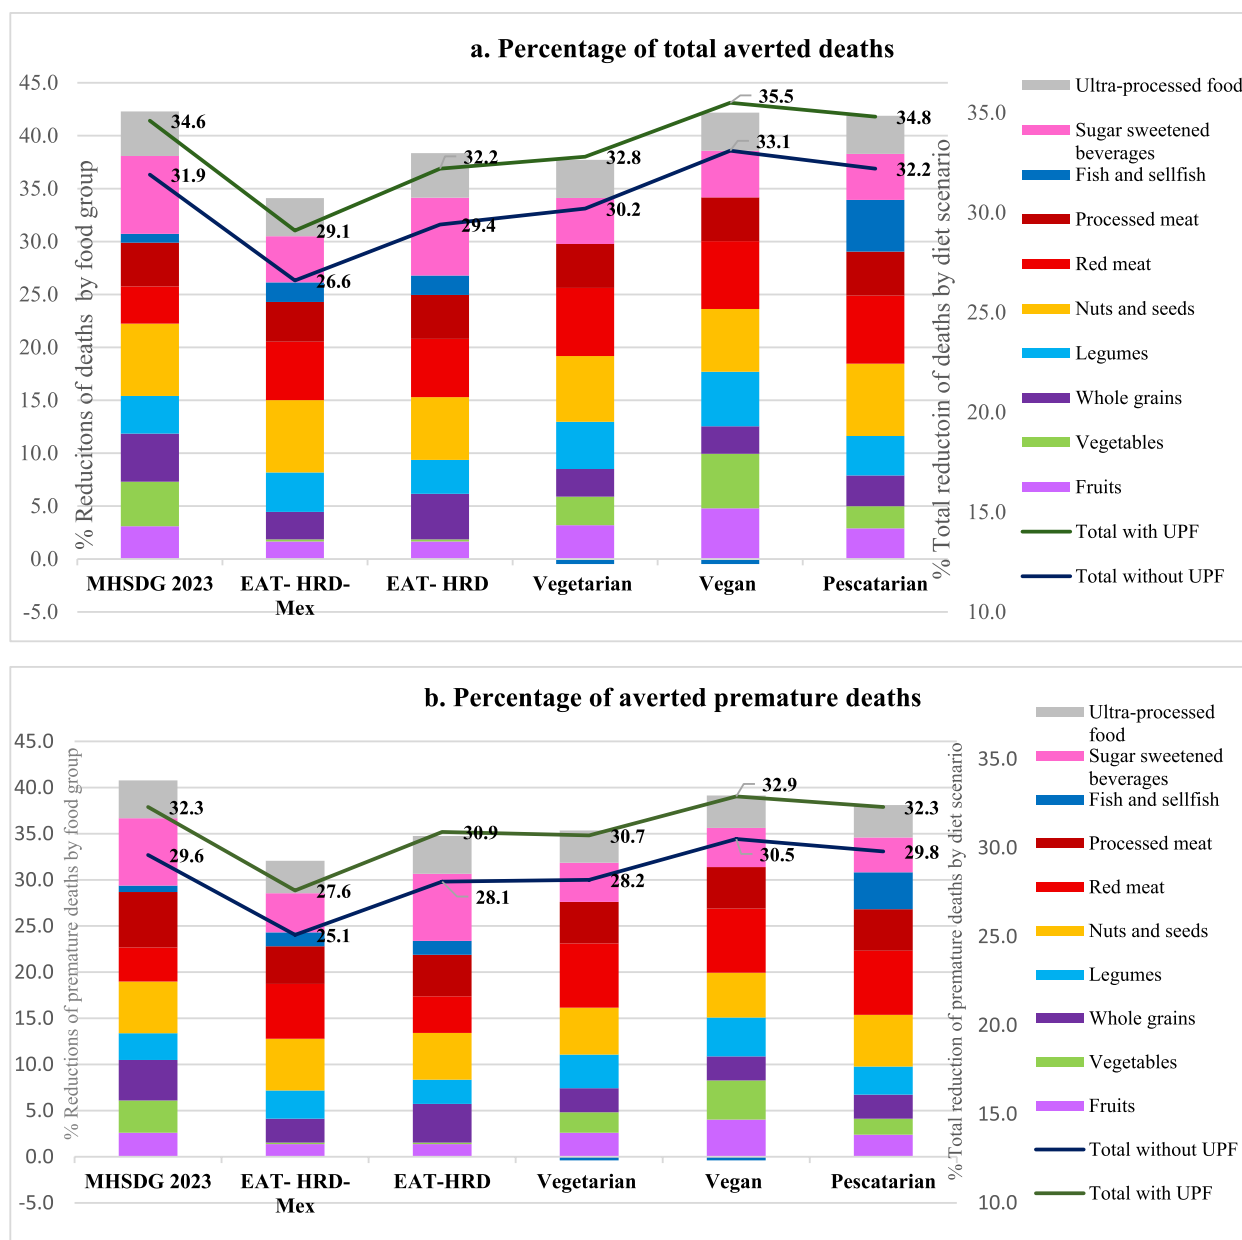 a. Percentage of total averted deaths
% Reducitons of deaths by food group
45.0
40.0
35.0
30.0
25.0
20.0
15.0
10.0
5.0
0.0
-5.0
34.6
29.1
32.2
32.8
35.5
34.8
31.9
26.6
29.4
30.2
33.1
32.2
MHSDG 2023
EAT- HRD-
Mex
EAT- HRD
Vegetarian
Vegan
Pescatarian
% Total reductoin of deaths by diet scenario
35.0
30.0
25.0
20.0
15.0
10.0
Ultra-processed food
Sugar sweetened
beverages
Fish and sellfish
Processed meat
Red meat
Nuts and seeds
Legumes
Whole grains
Vegetables
Fruits
Total with UPF
Total without UPF
b. Percentage of averted premature deaths
% Reductions of premature deaths by food group
45.0
40.0
35.0
30.0
25.0
20.0
15.0
10.0
5.0
0.0
-5.0
32.3
27.6
30.9
30.7
32.9
32.3
29.6
25.1
28.1
28.2
30.5
29.8
MHSDG 2023
EAT- HRD-
Mex
EAT-HRD
Vegetarian
Vegan
Pescatarian
% Total reduction of premature deaths by diet scenario
35.0
30.0
25.0
20.0
15.0
10.0
Ultra-processed
food
Sugar sweetened
beverages
Fish and sellfish
Processed meat
Red meat
Nuts and seeds
Legumes
Whole grains
Vegetables
Fruits
Total without UPF
Total with UPF